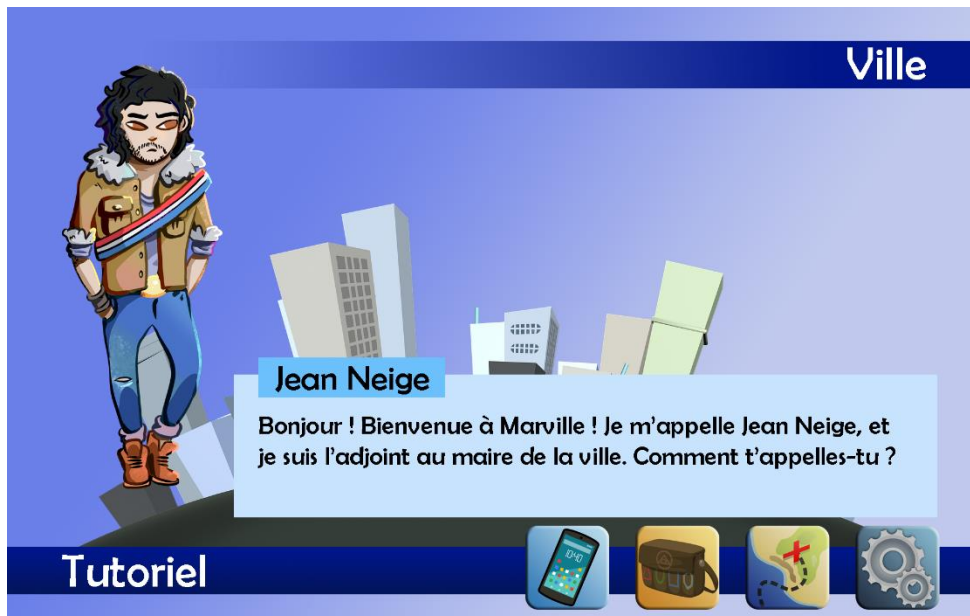 Ville
Jean Neige
Bonjour ! Bienvenue à Marville ! Je m'appelle Jean Neige, et
je suis l'adjoint au maire de la ville. Comment t'appelles-tu ?
Tutoriel
10:40